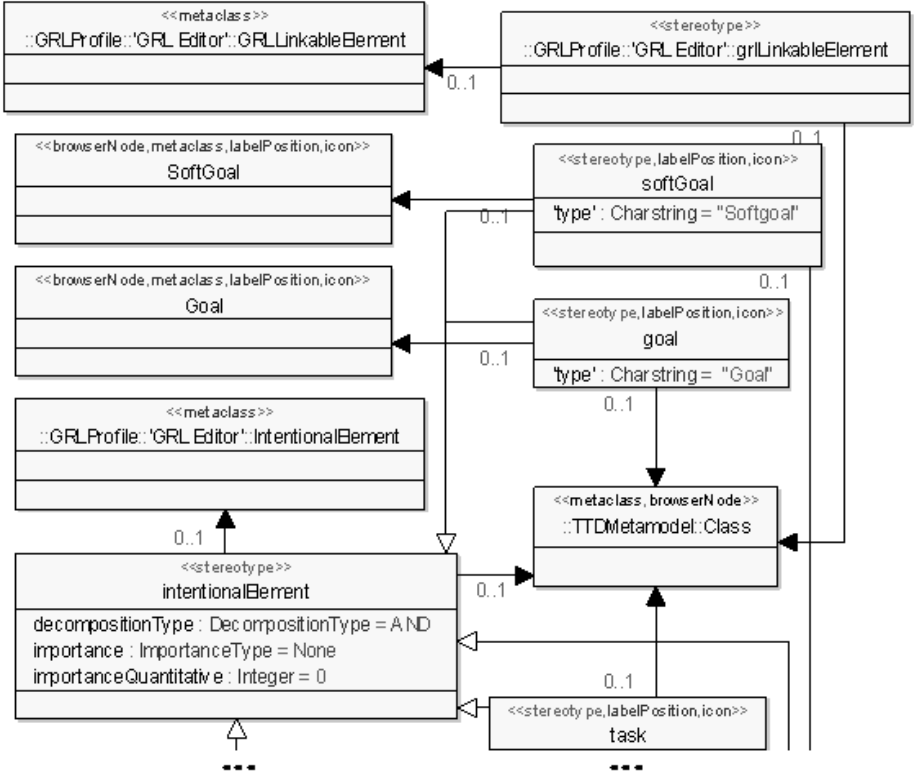 <<metaclass>>
::GRLProfile::'GRL Editor'::GRLLinkableElement
<<stereotype>>
::GRLProfile::'GRL Editor'::grlLinkableElement
0..1
0..1
<<browserNode,metaclass,labelPosition,icon>>
SoftGoal
<<stereotype,labelPosition,icon>>
softGoal
'type' : Charstring = "Softgoal"
0..1
0..1
<<browserNode,metaclass,labelPosition,icon>>
Goal
<<stereotype,labelPosition,icon>>
goal
'type' : Charstring = "Goal"
0..1
0..1
<<metaclass>>
::GRLProfile::'GRL Editor'::IntentionalElement
0..1
<<metaclass, browserNode>>
::TTDMetamodel::Class
<<stereotype>>
intentionalElement
0..1
decompositionType : DecompositionType = AND
importance : ImportanceType = None
importanceQuantitative : Integer = 0
0..1
<<stereotype,labelPosition,icon>>
task
...
...